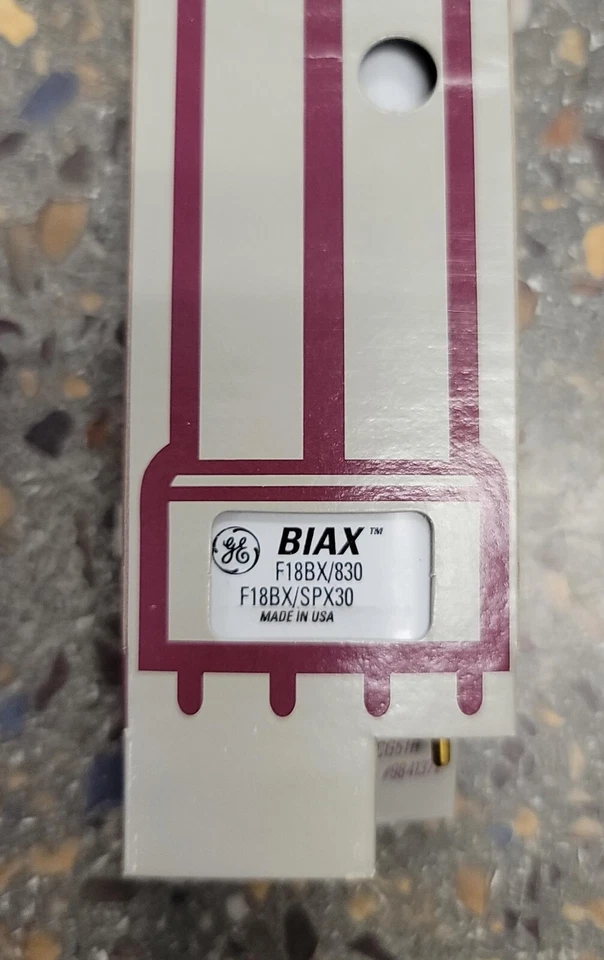 GE
BIAX™
F18BX/830
F18BX/SPX30
MADE IN USA